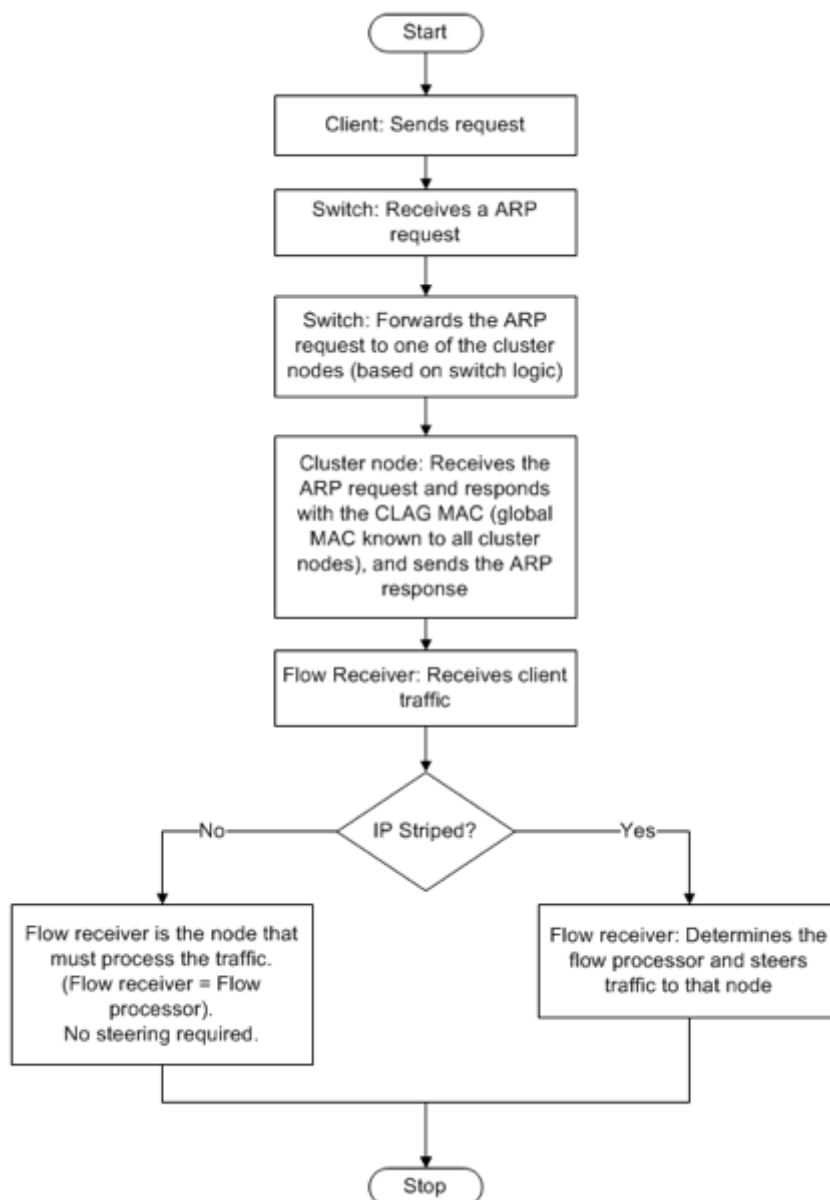 Start
Client: Sends request
Switch: Receives a ARP
request
Switch: Forwards the ARP
request to one of the cluster
nodes (based on switch logic)
Cluster node: Receives the
ARP request and responds
with the CLAG MAC (global
MAC known to all cluster
nodes), and sends the ARP
response
Flow Receiver: Receives client
traffic
IP Striped?
No
Yes
Flow receiver is the node that
must process the traffic.
(Flow receiver = Flow
processor).
No steering required.
Flow receiver: Determines the
flow processor and steers
traffic to that node
Stop